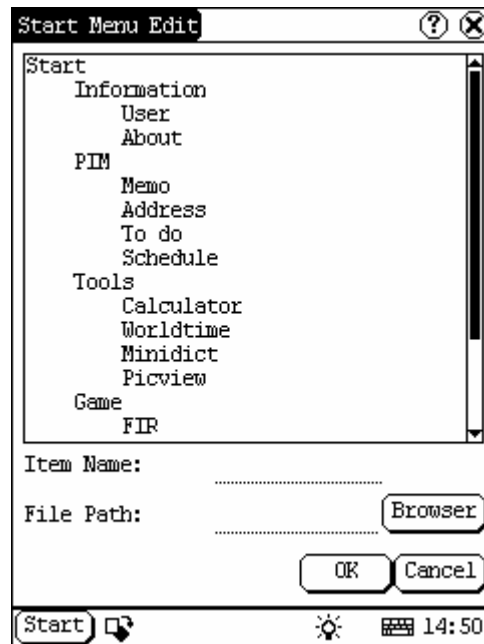 Start Menu Edit ?
Start
Information
User
About
PIM
Memo
Address
To do
Schedule
Tools
Calculator
Worldtime
Minidict
Picview
Game
FIR
Item Name:
File Path: Browser
OK Cancel
Start 14:50